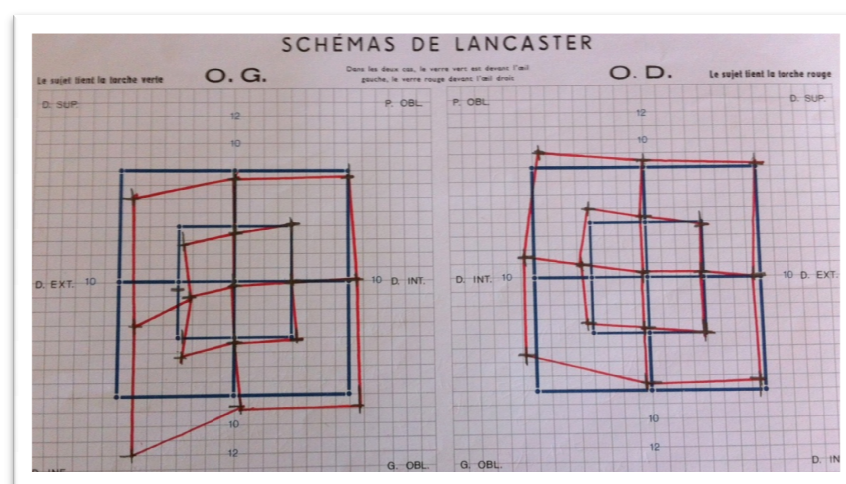 SCHÉMAS DE LANCASTER
Le sujet tient la torche verte
O. G.
Dans les deux cas, le verre vert est devant l'œil
gauche, le verre rouge devant l'œil droit
O. D.
Le sujet tient la torche rouge
D. SUP.
12
P. OBL.
P. OBL.
12
D. SUP.
10
10
D. EXT. 10
10 D. INT.
D. INT. 10
10 D. EXT.
10
10
12
12
G. OBL.
G. OBL.
D. IN